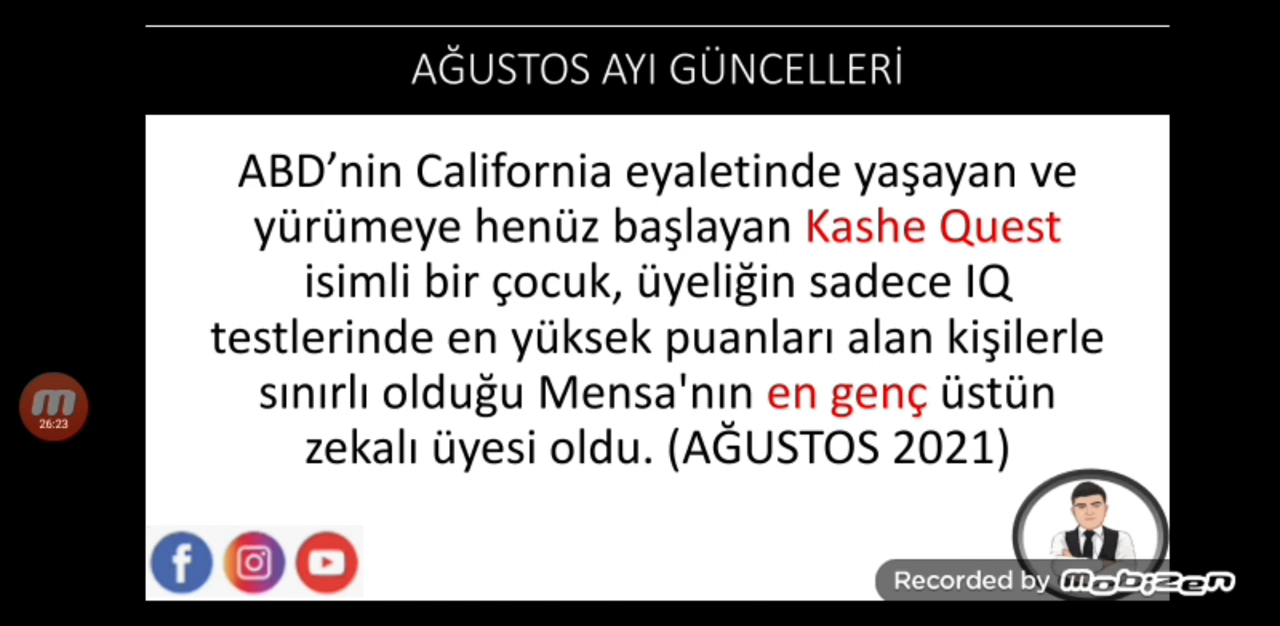 AĞUSTOS AYI GÜNCELLERİ
ABD’nin California eyaletinde yaşayan ve
yürümeye henüz başlayan Kashe Quest
isimli bir çocuk, üyeliğin sadece IQ
testlerinde en yüksek puanları alan kişilerle
sınırlı olduğu Mensa'nın en genç üstün
zekalı üyesi oldu. (AĞUSTOS 2021)
26:23
Recorded by mobizen